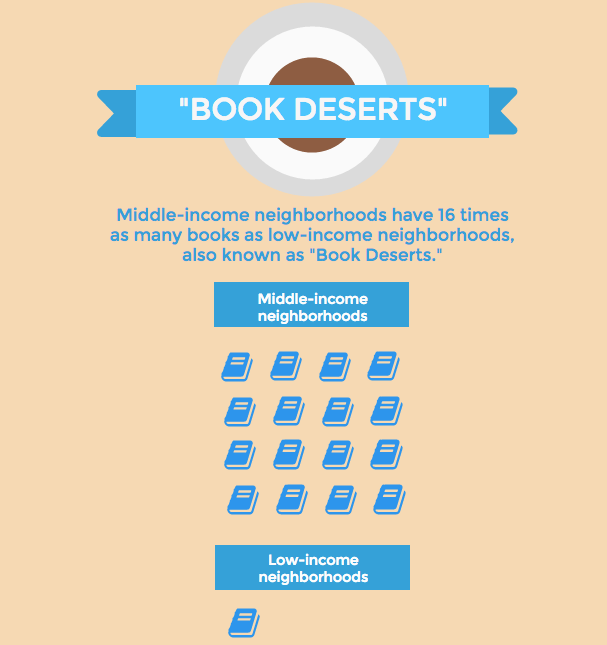 "BOOK DESERTS"
Middle-income neighborhoods have 16 times
as many books as low-income neighborhoods,
also known as "Book Deserts."
Middle-income
neighborhoods
Low-income
neighborhoods